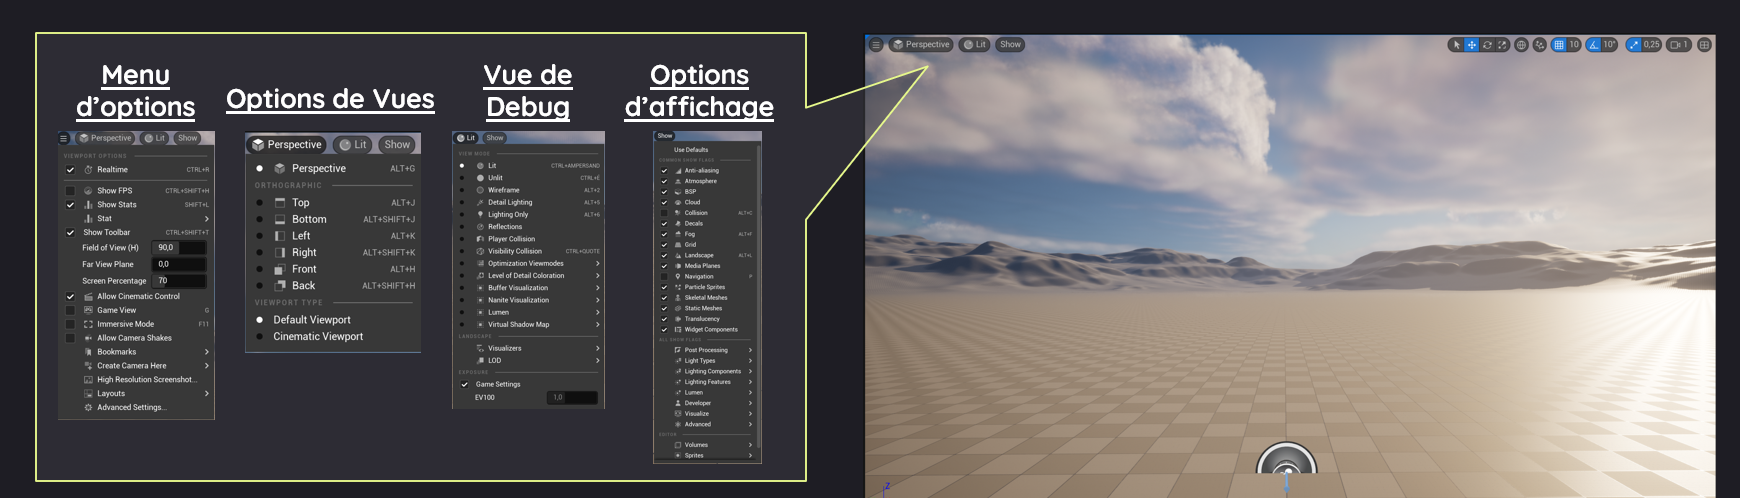 Menu
d'options
Perspective Lit Show
VIEWPORT OPTIONS
Realtime CTRL+R
Show FPS CTRL+SHIFT+H
Show Stats SHIFT+L
Stat
Show Toolbar CTRL+SHIFT+T
Field of View (H) 90,0
Far View Plane 0,0
Screen Percentage 70
Allow Cinematic Control
Game View G
Immersive Mode F11
Allow Camera Shakes
Bookmarks
Create Camera Here
High Resolution Screenshot...
Layouts
Advanced Settings...
Options de Vues
Perspective Lit Show
Perspective ALT+G
ORTHOGRAPHIC
Top ALT+J
Bottom ALT+SHIFT+J
Left ALT+K
Right ALT+SHIFT+K
Front ALT+H
Back ALT+SHIFT+H
VIEWPORT TYPE
Default Viewport
Cinematic Viewport
Vue de
Debug
Lit Show
VIEW MODE
Lit CTRL+AMPERSAND
Unlit CTRL+É
Wireframe ALT+2
Detail Lighting ALT+5
Lighting Only ALT+6
Reflections
Player Collision
Visibility Collision CTRL+QUOTE
Optimization Viewmodes
Level of Detail Coloration
Buffer Visualization
Nanite Visualization
Lumen
Virtual Shadow Map
LANDSCAPE
Visualizers
LOD
EXPOSURE
Game Settings
EV100 1,0
Options
d'affichage
Show
Use Defaults
COMMON SHOW FLAGS
Anti-aliasing
Atmosphere
BSP
Cloud
Collision ALT+C
Decals
Fog ALT+F
Grid
Landscape ALT+L
Media Planes
Navigation P
Particle Sprites
Skeletal Meshes
Static Meshes
Translucency
Widget Components
ALL SHOW FLAGS
Post Processing
Light Types
Lighting Components
Lighting Features
Lumen
Developer
Visualize
Advanced
EDITOR
Volumes
Sprites
Perspective Lit Show 10 10° 0,25 1
Z